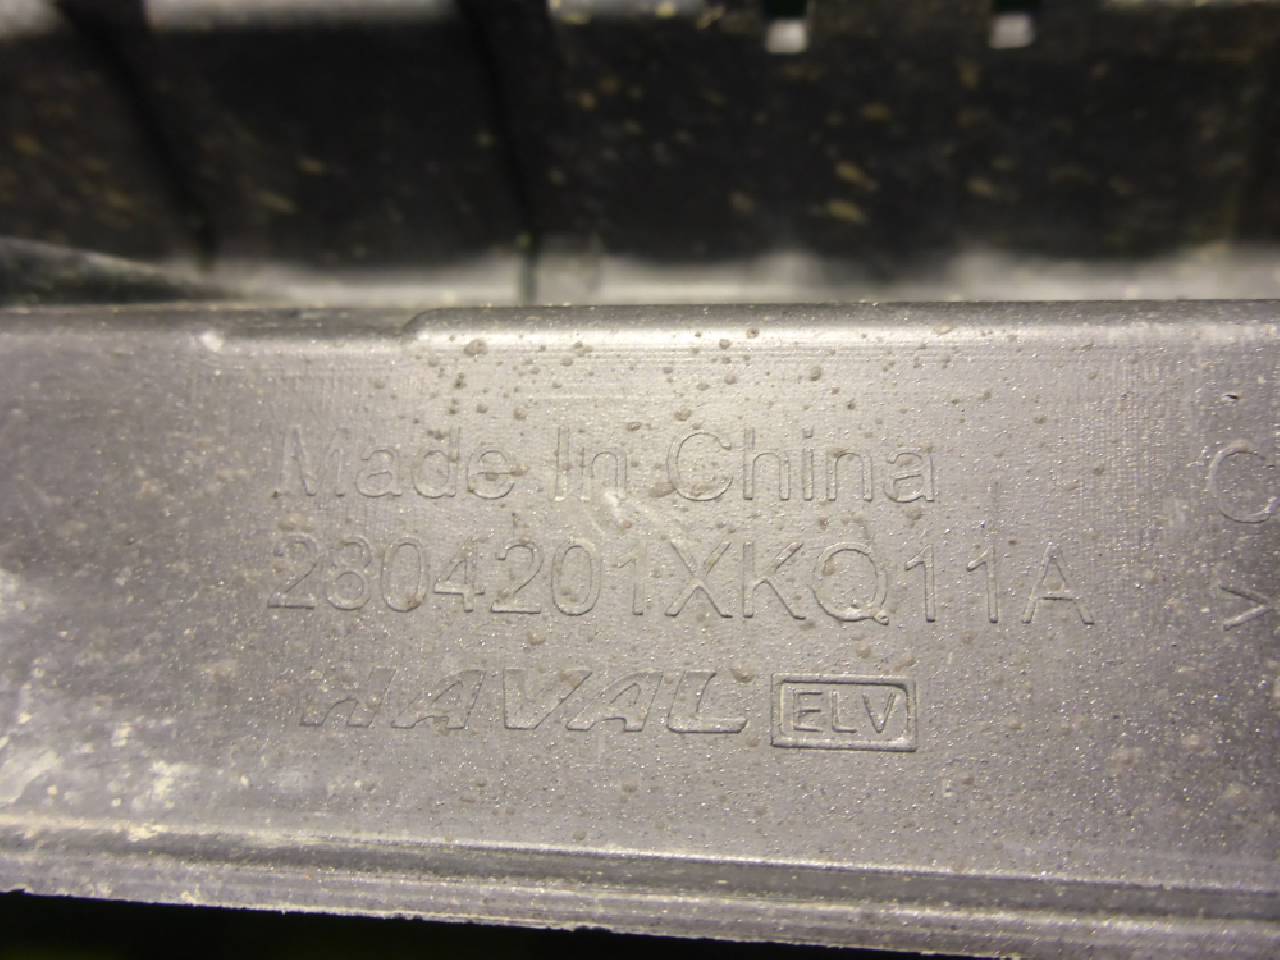 Made In China
2804201XKQ11A
HAVAL ELV